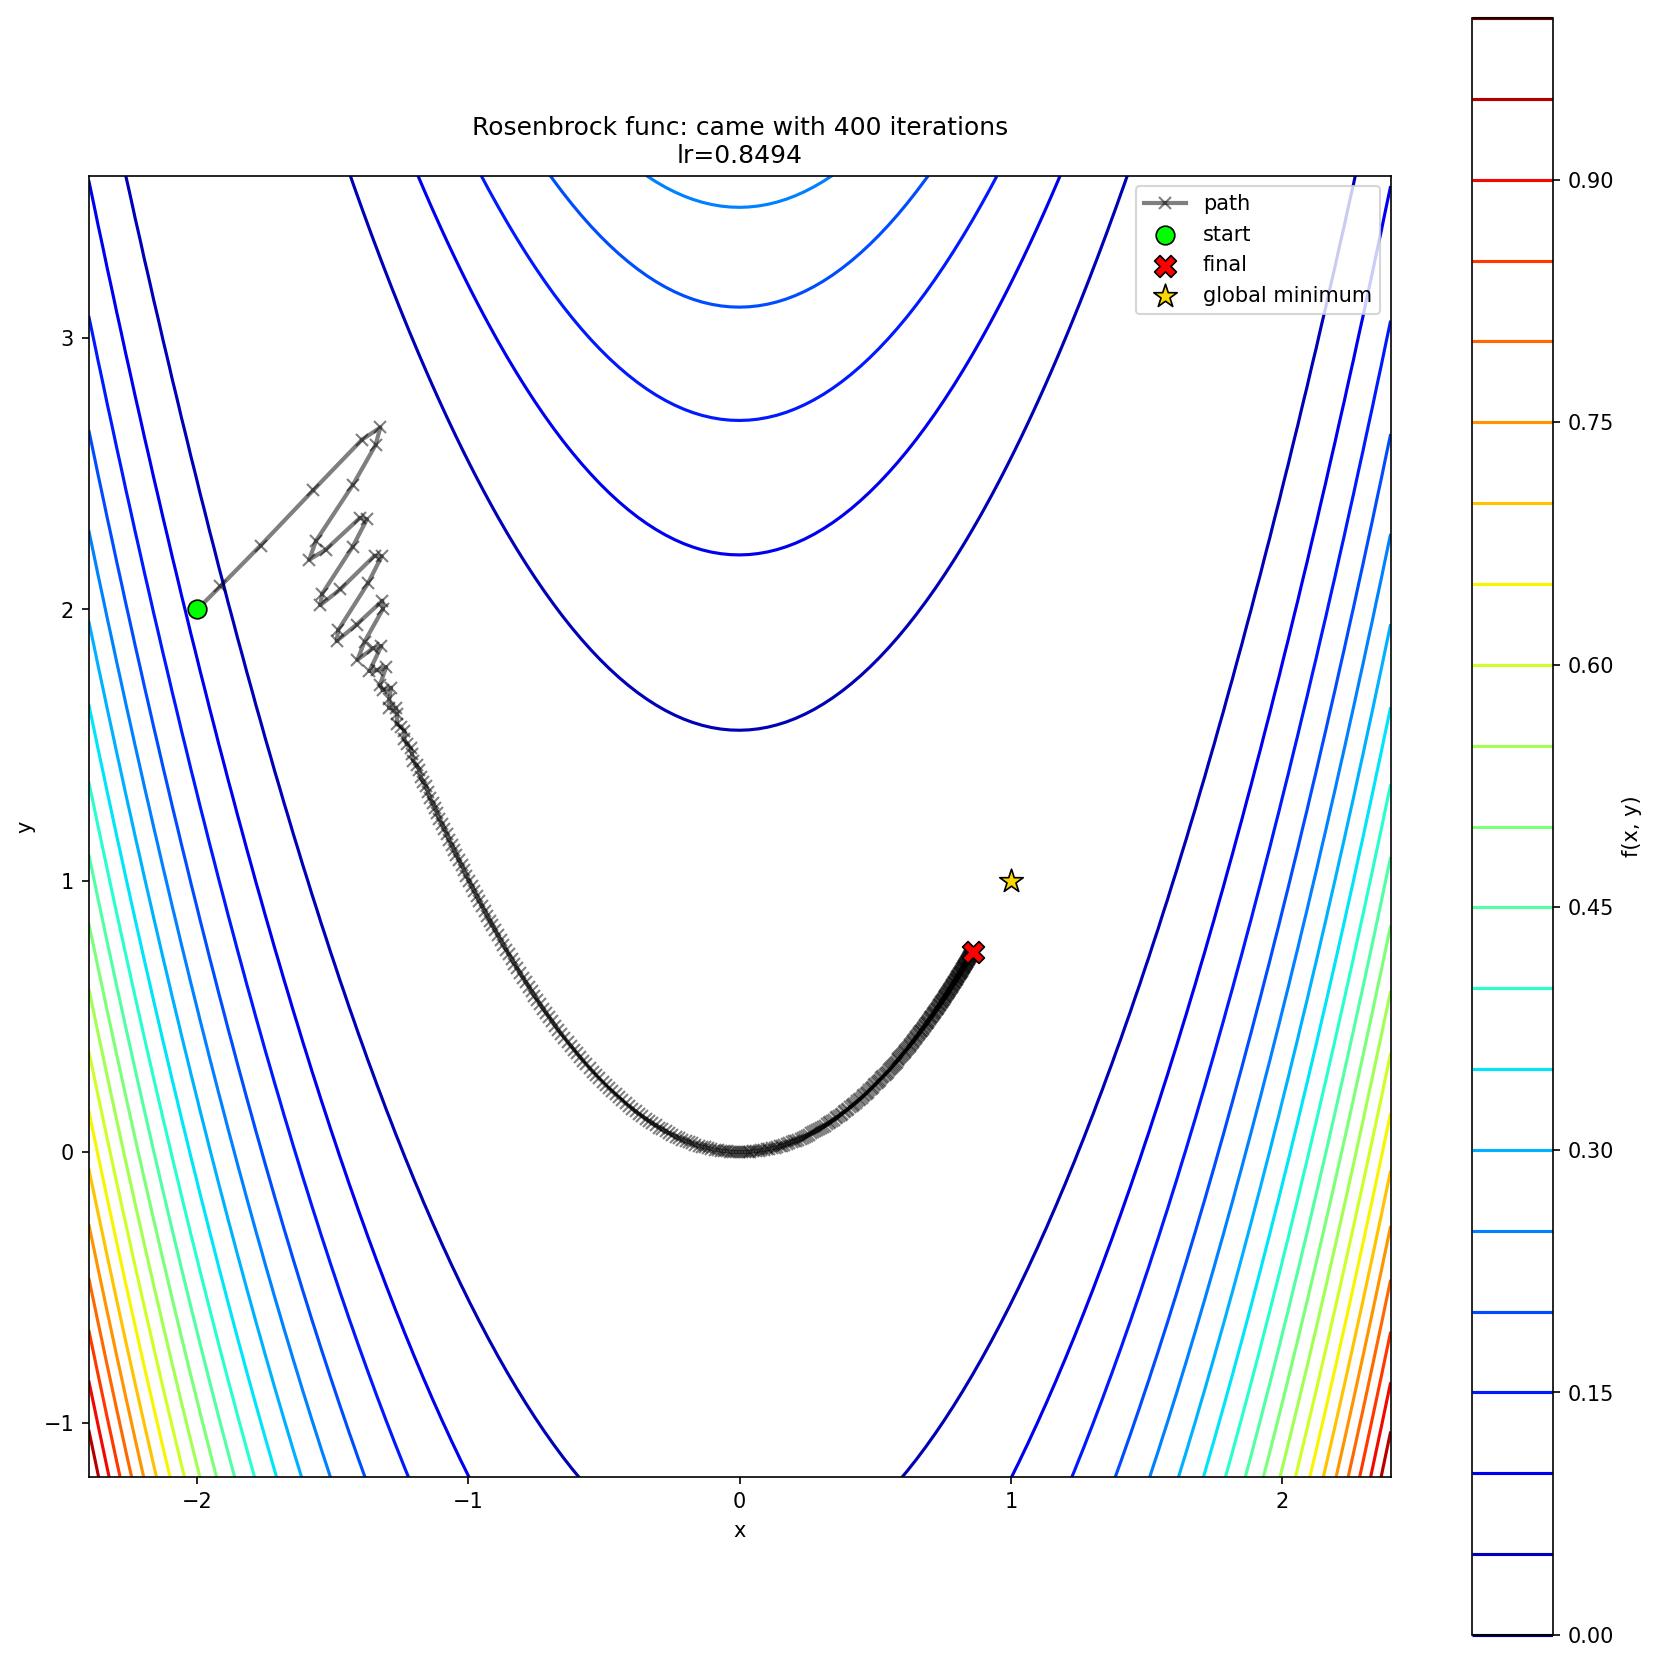 Rosenbrock func: came with 400 iterations
lr=0.8494
path
start
final
global minimum
3
2
1
0
−1
y
−2
−1
0
1
2
x
0.90
0.75
0.60
0.45
0.30
0.15
0.00
f(x, y)